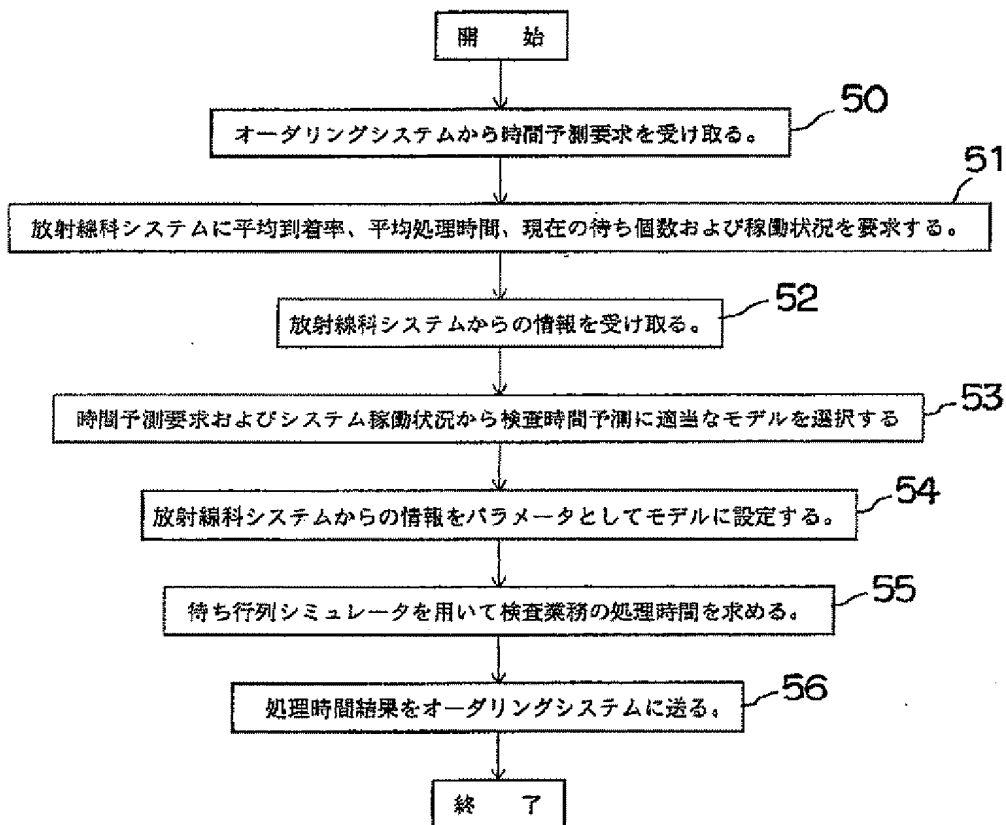 開 始
50
オーダリングシステムから時間予測要求を受け取る。
51
放射線科システムに平均到着率、平均処理時間、現在の待ち個数および稼働状況を要求する。
52
放射線科システムからの情報を受け取る。
53
時間予測要求およびシステム稼働状況から検査時間予測に適当なモデルを選択する
54
放射線科システムからの情報をパラメータとしてモデルに設定する。
55
待ち行列シミュレータを用いて検査業務の処理時間を求める。
56
処理時間結果をオーダリングシステムに送る。
終 了